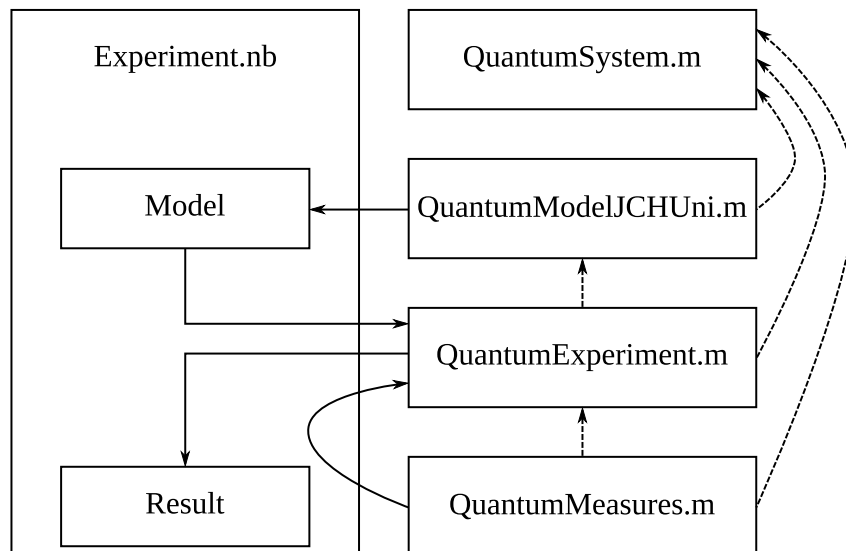 Experiment.nb
QuantumSystem.m
Model
QuantumModelJCHUni.m
QuantumExperiment.m
Result
QuantumMeasures.m